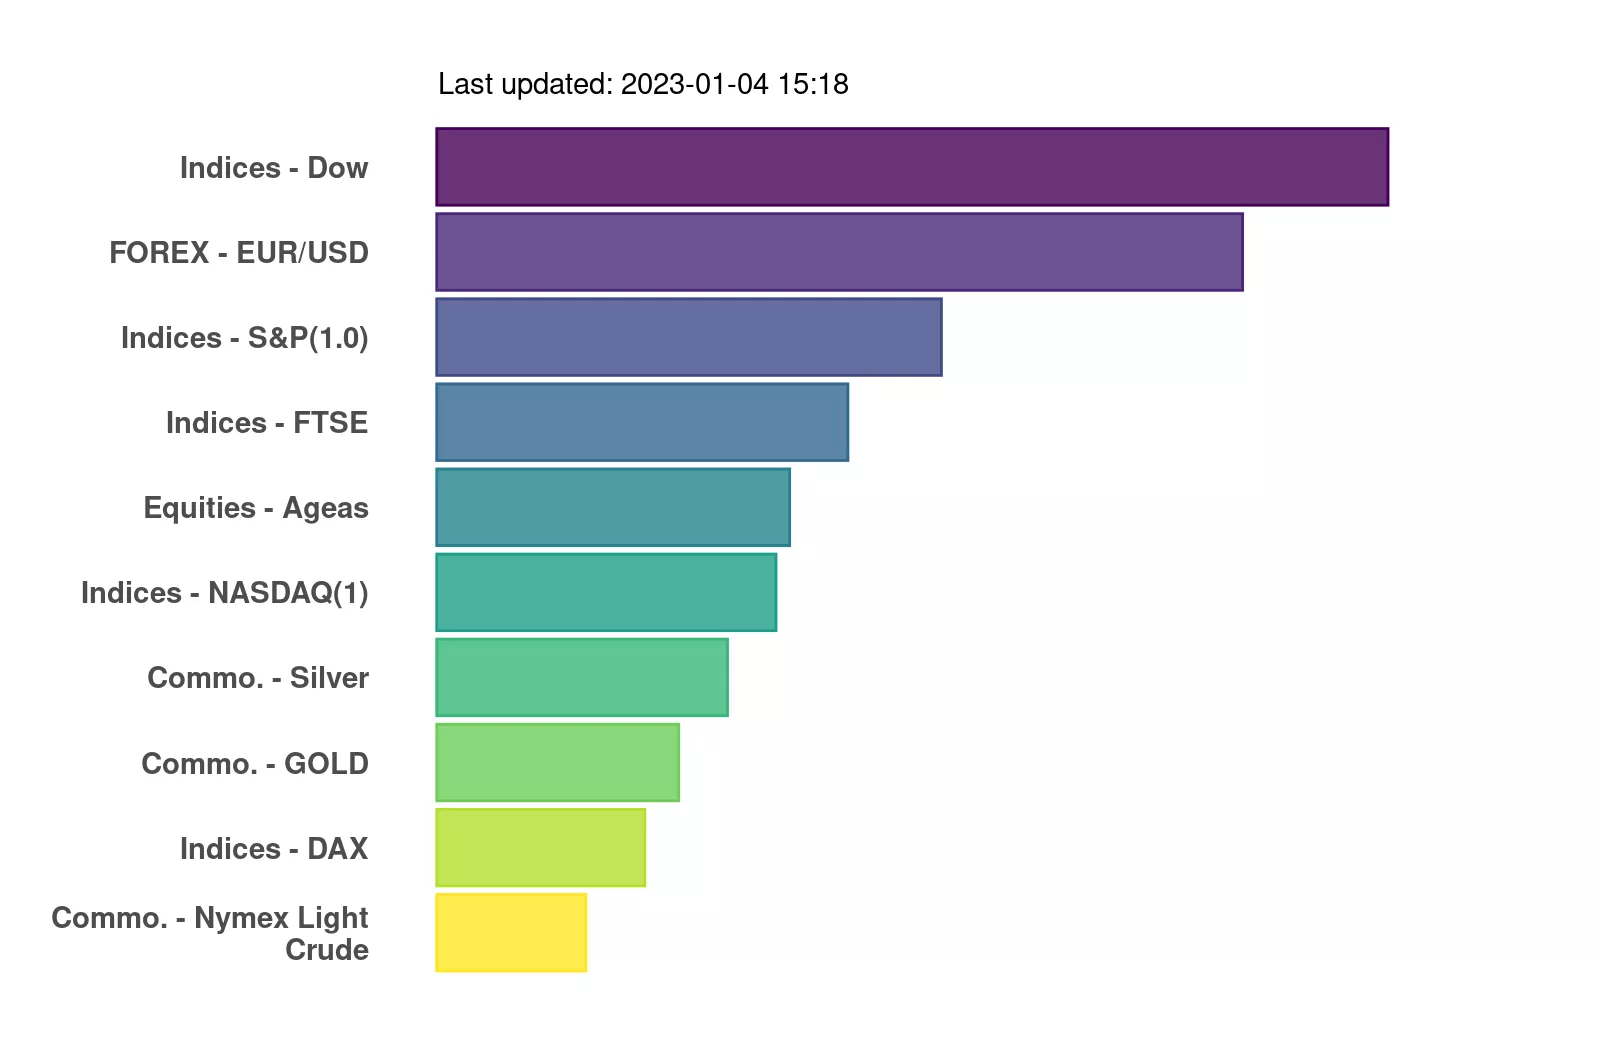 Last updated: 2023-01-04 15:18
Indices - Dow
FOREX - EUR/USD
Indices - S&P(1.0)
Indices - FTSE
Equities - Ageas
Indices - NASDAQ(1)
Commo. - Silver
Commo. - GOLD
Indices - DAX
Commo. - Nymex Light
Crude